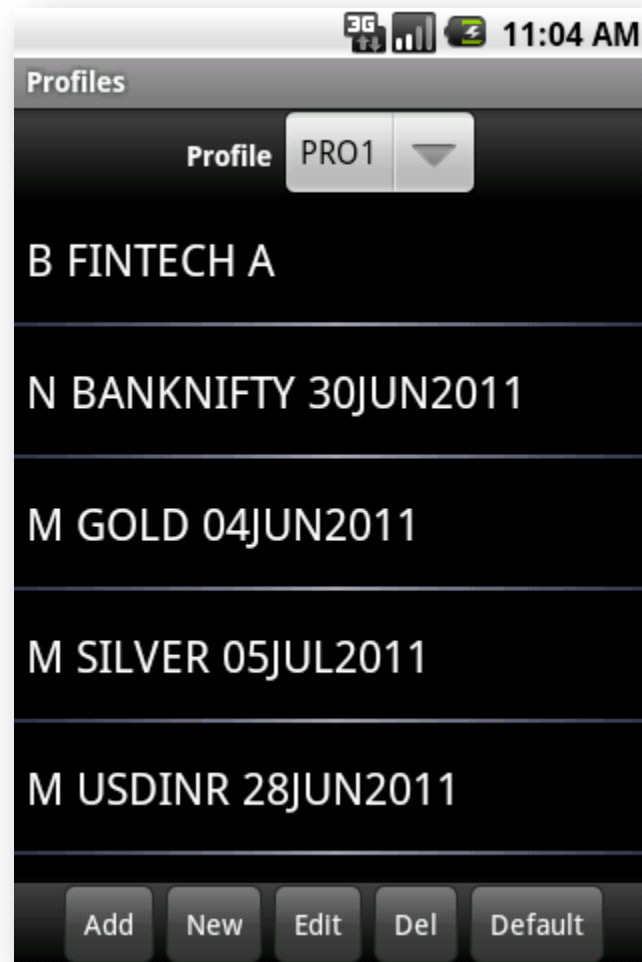 3G 11:04 AM
Profiles
Profile PRO1
B FINTECH A
N BANKNIFTY 30JUN2011
M GOLD 04JUN2011
M SILVER 05JUL2011
M USDINR 28JUN2011
Add New Edit Del Default